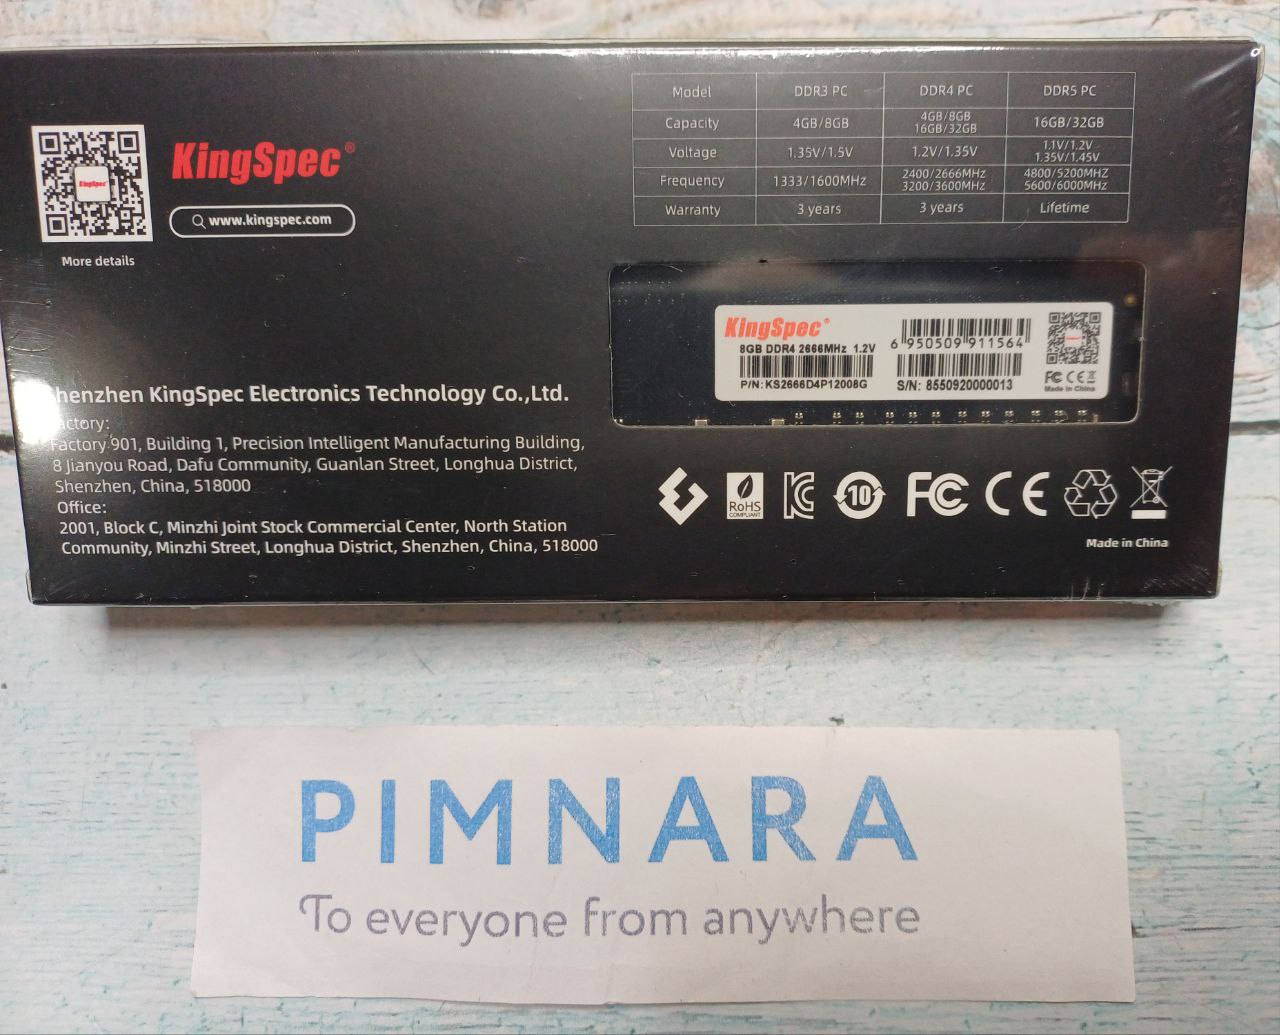 KingSpec®
www.kingspec.com
More details
Model DDR3 PC DDR4 PC DDR5 PC
Capacity 4GB/8GB 4GB/8GB 16GB/32GB 16GB/32GB
Voltage 1.35V/1.5V 1.2V/1.35V 1.1V/1.2V 1.35V/1.45V
Frequency 1333/1600MHz 2400/2666MHz 3200/3600MHz 4800/5200MHz 5600/6000MHz
Warranty 3 years 3 years Lifetime
KingSpec®
8GB DDR4 2666MHz 1.2V
P/N: KS2666D4P12008G
6 950509 911564
S/N: 8550920000013
FC CE
Made in China
henzhen KingSpec Electronics Technology Co.,Ltd.
actory:
Factory 901, Building 1, Precision Intelligent Manufacturing Building,
8 Jianyou Road, Dafu Community, Guanlan Street, Longhua District,
Shenzhen, China, 518000
Office:
2001, Block C, Minzhi Joint Stock Commercial Center, North Station
Community, Minzhi Street, Longhua District, Shenzhen, China, 518000
RoHS
COMPLIANT
10
FC CE
Made in China
PIMNARA
To everyone from anywhere